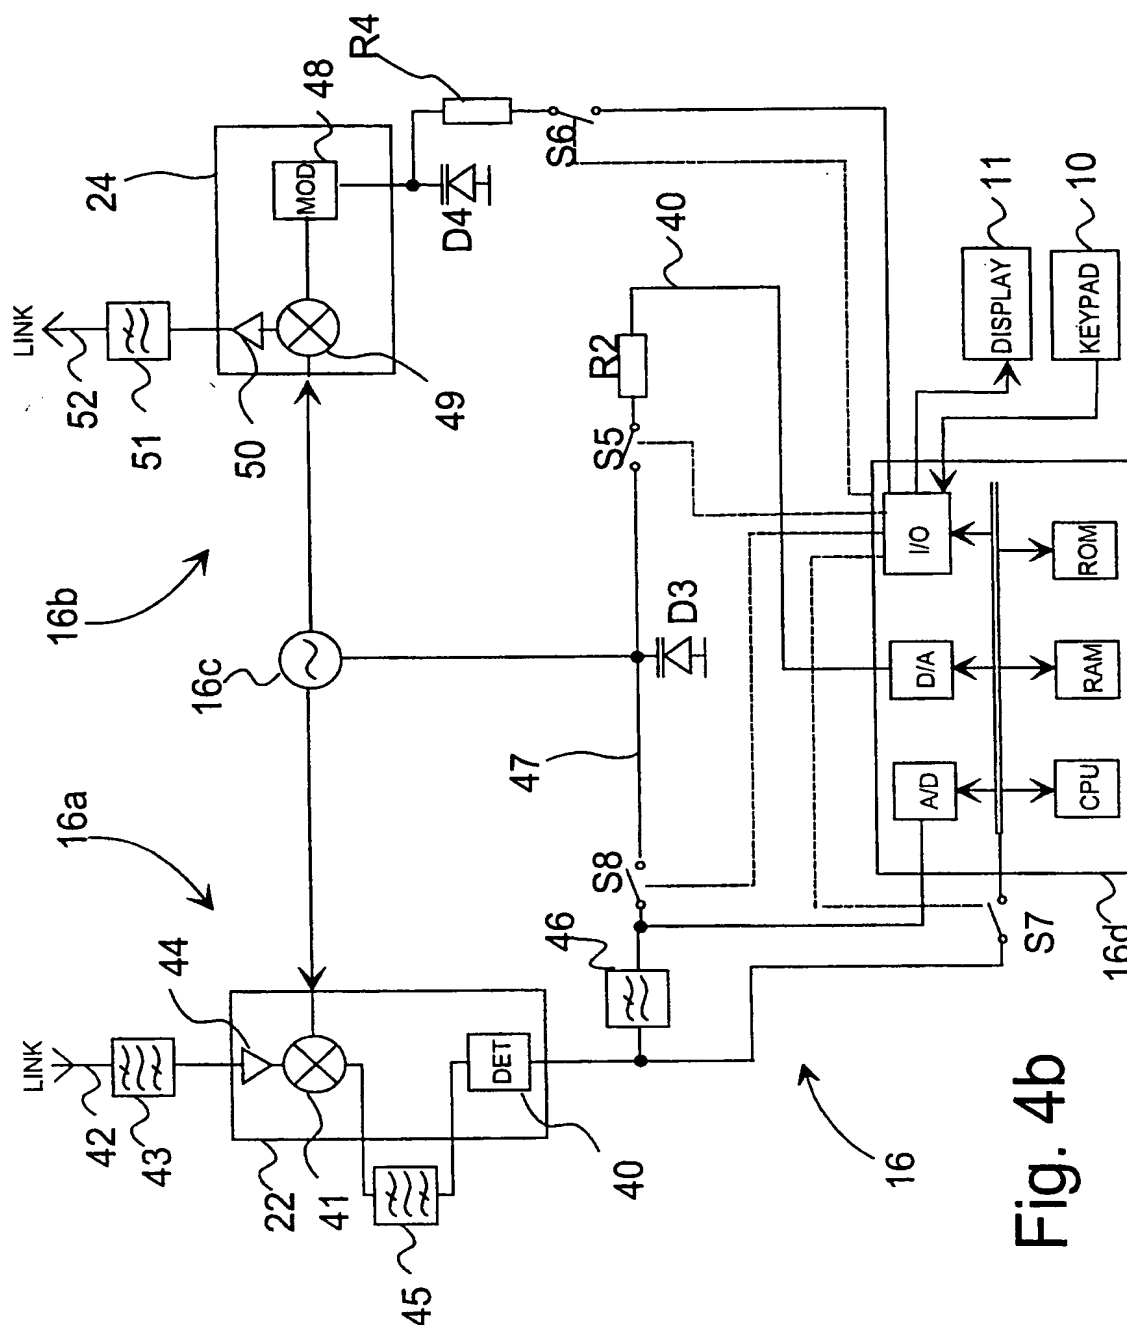 LINK
42
43
44
22
41
45
DET
40
16a
16c
16b
LINK
52
51
50
49
24
MOD
48
R4
D4
S6
46
S8
47
D3
S5
R2
40
S7
16d
A/D
D/A
I/O
CPU
RAM
ROM
DISPLAY
11
KEYPAD
10
16
Fig. 4b